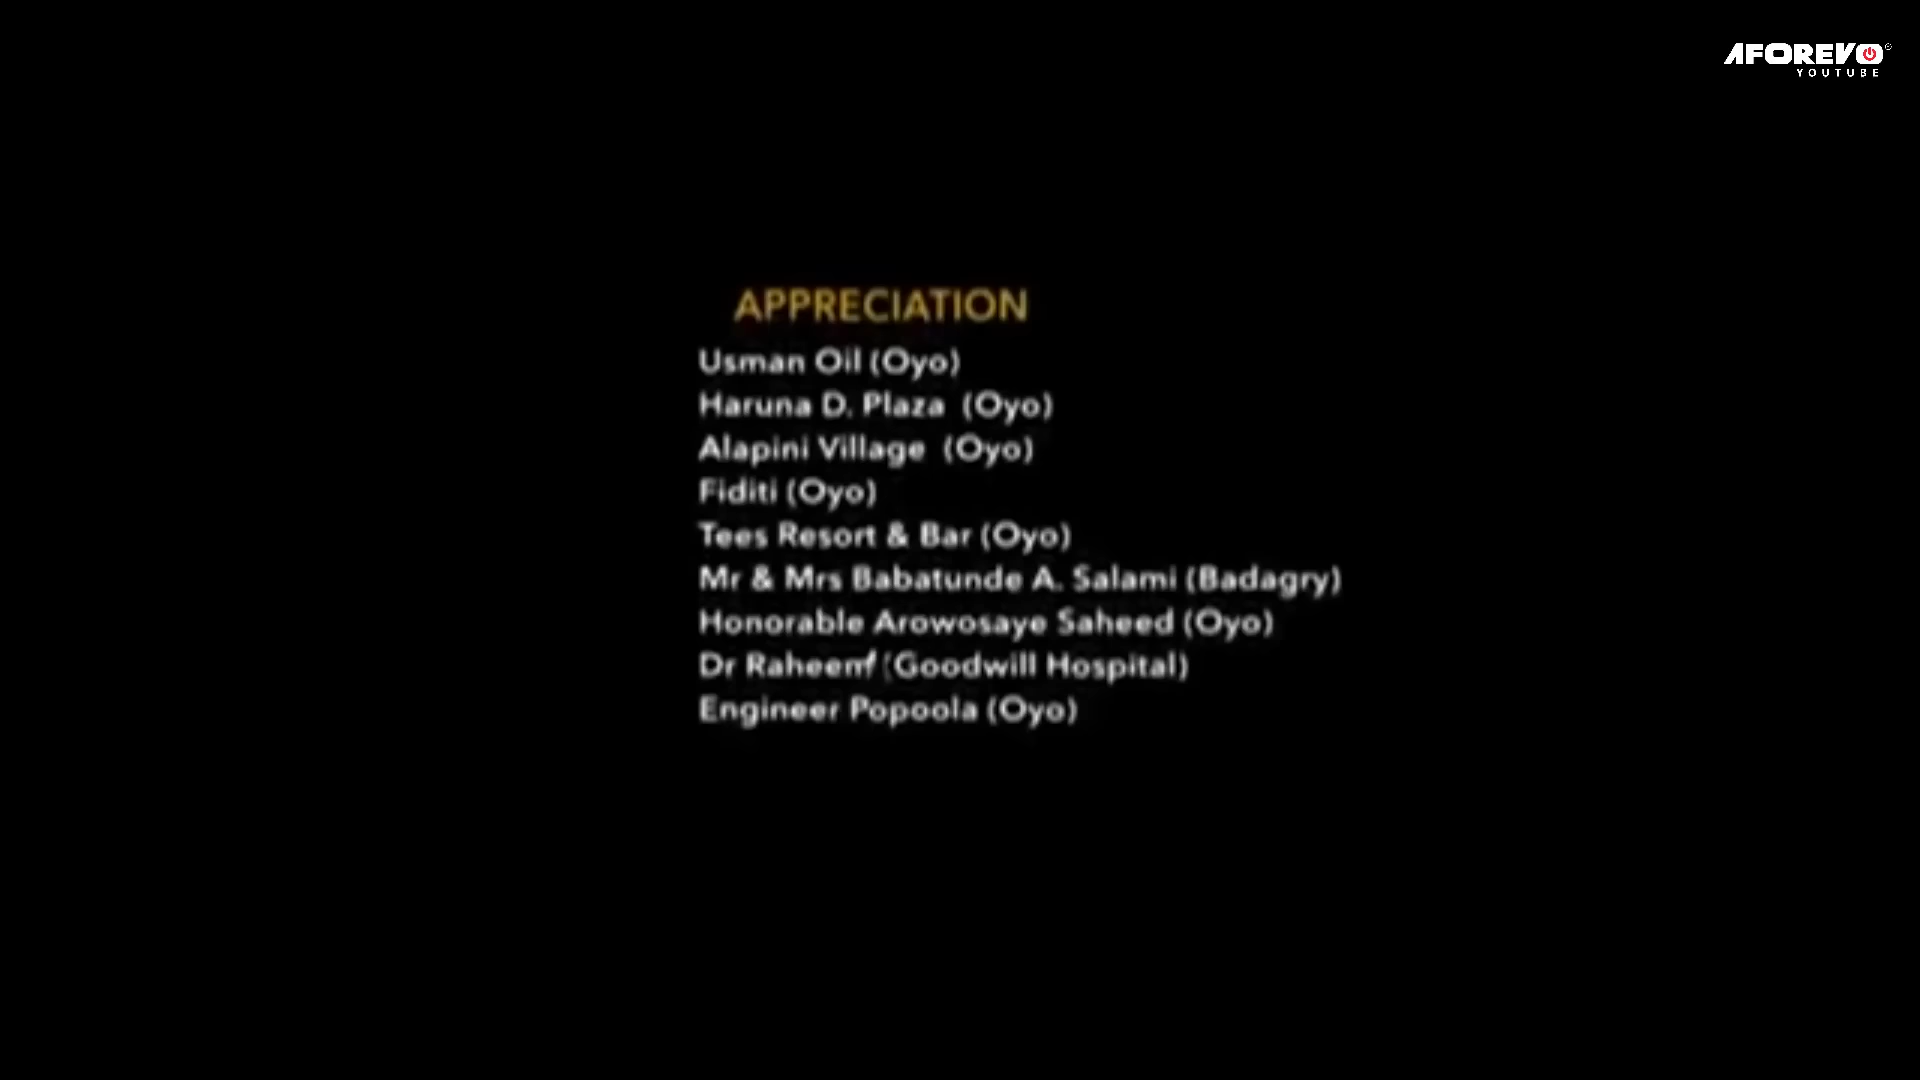 AFOREVO
YOUTUBE
APPRECIATION
Usman Oil (Oyo)
Haruna D. Plaza (Oyo)
Alapini Village (Oyo)
Fiditi (Oyo)
Tees Resort & Bar (Oyo)
Mr & Mrs Babatunde A. Salami (Badagry)
Honorable Arowosaye Saheed (Oyo)
Dr Raheem (Goodwill Hospital)
Engineer Popoola (Oyo)